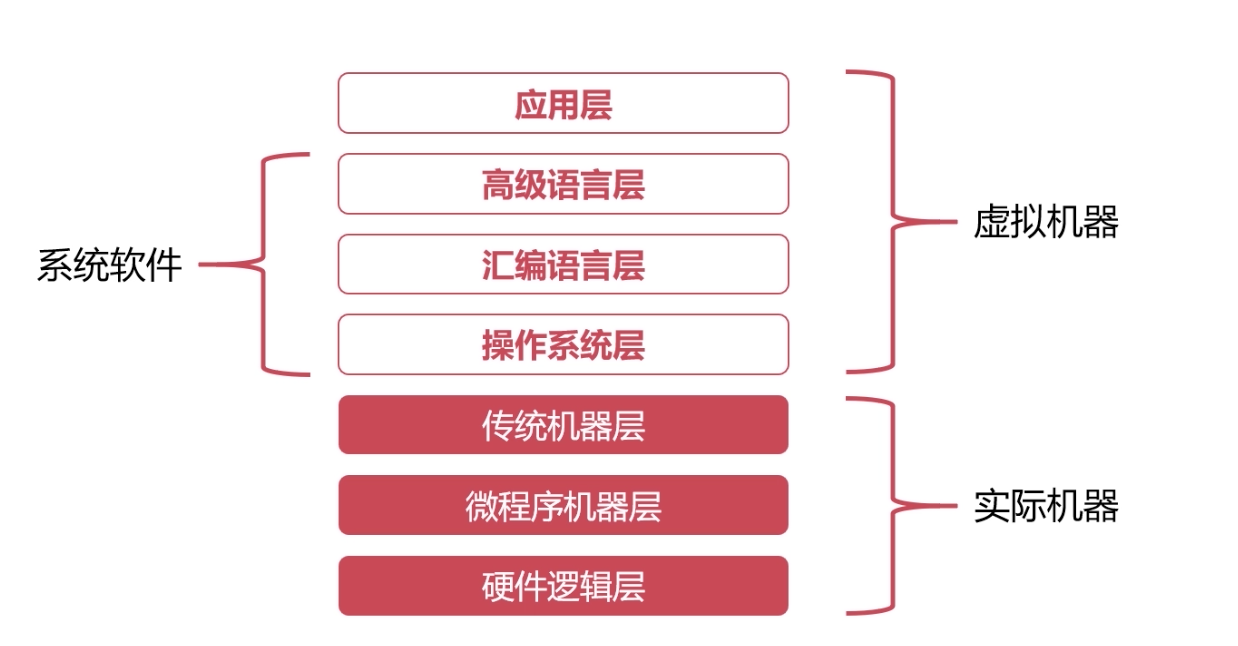 应用层
高级语言层
汇编语言层
操作系统层
传统机器层
微程序机器层
硬件逻辑层
系统软件
虚拟机器
实际机器